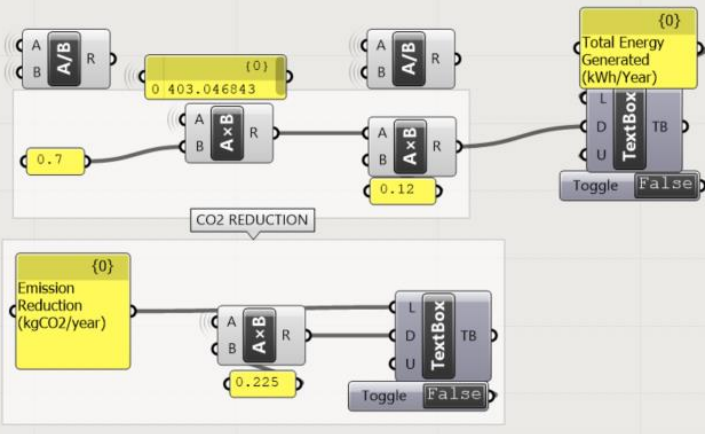 A
B
A/B
R
{0}
0 403.046843
A
B
A/B
R
{0}
Total Energy
Generated
(kWh/Year)
L
D
U
TextBox
TB
Toggle
False
0.7
A
B
A×B
R
A
B
A×B
R
0.12
CO2 REDUCTION
{0}
Emission
Reduction
(kgCO2/year)
A
B
A×B
R
0.225
L
D
U
TextBox
TB
Toggle
False